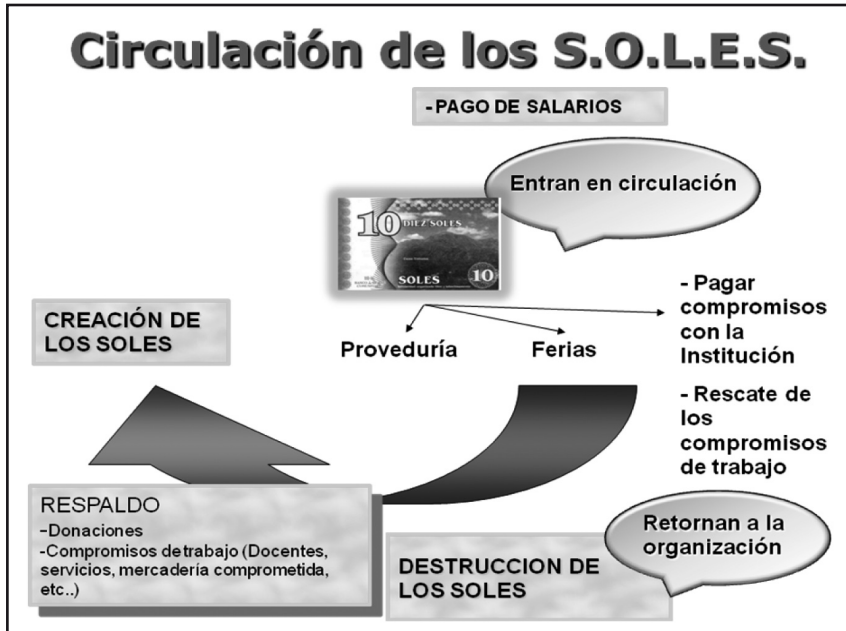 Circulación de los S.O.L.E.S.
-PAGO DE SALARIOS
Entran en circulación
10
DIEZ SOLES
SOLES
10
CREACIÓN DE
LOS SOLES
Proveduría
Ferias
- Pagar
compromisos
con la
Institución
- Rescate de
los
compromisos
de trabajo
RESPALDO
-Donaciones
-Compromisos de trabajo (Docentes,
servicios, mercadería comprometida,
etc..)
DESTRUCCION DE
LOS SOLES
Retornan a la
organización